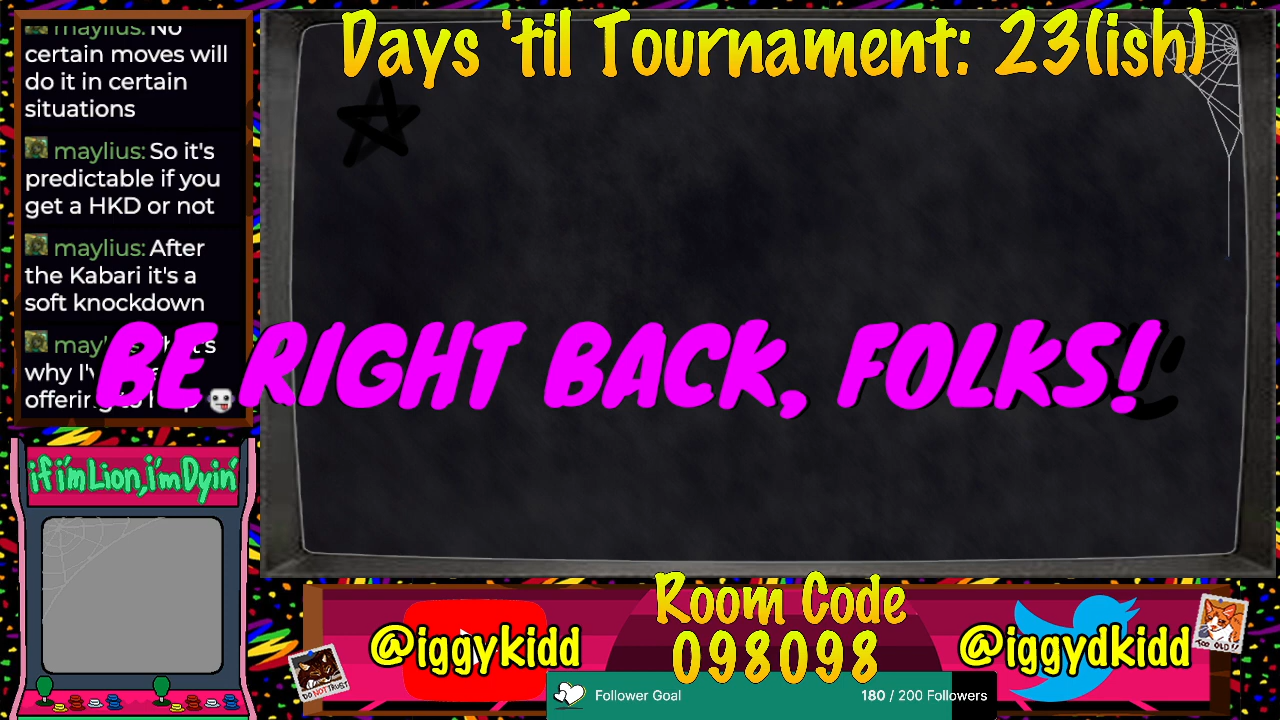 Days 'til Tournament: 23(ish)
maylius: No
certain moves will
do it in certain
situations
maylius: So it's
predictable if you
get a HKD or not
maylius: After
the Kabari it's a
soft knockdown
BE RIGHT BACK, FOLKS!
why
if i'm Lion, i'm Dyin'
Room Code
098098
@iggykidd
@iggydkidd
DO NOT TRUST
TOO OLD
Follower Goal
180 / 200 Followers